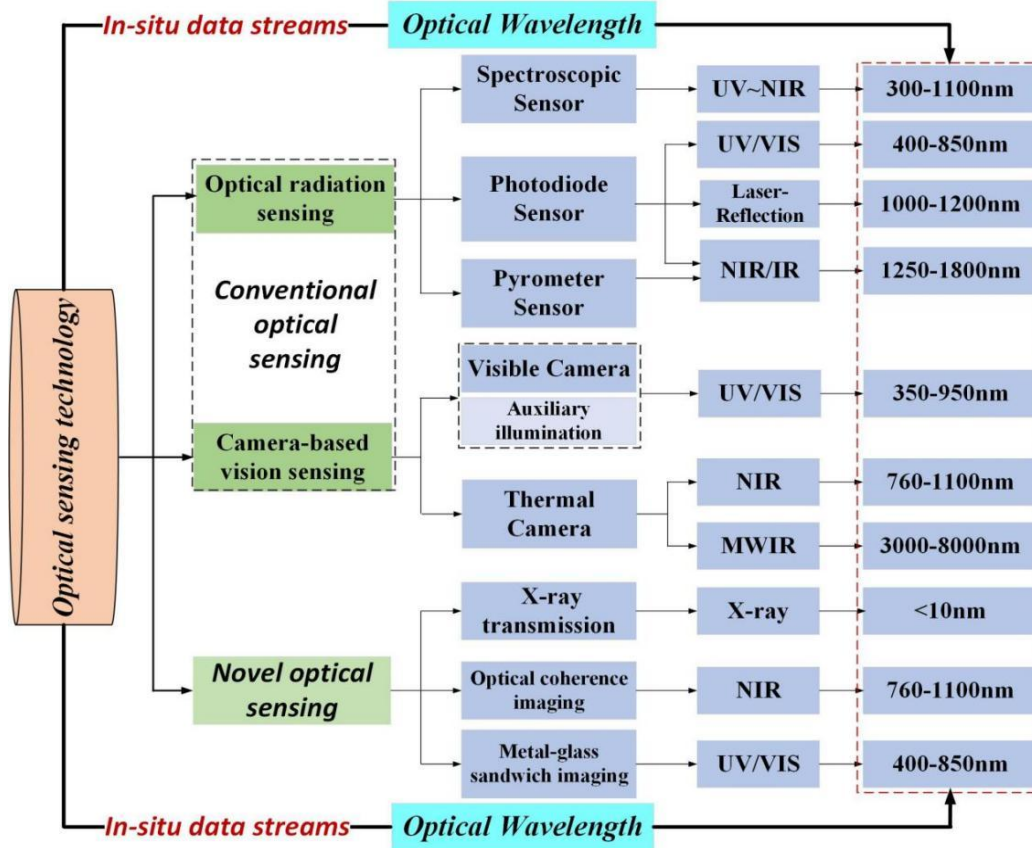 In-situ data streams
Optical Wavelength
Spectroscopic
Sensor
UV~NIR
300-1100nm
UV/VIS
400-850nm
Optical radiation
sensing
Photodiode
Sensor
Laser-
Reflection
1000-1200nm
Conventional
optical
sensing
Pyrometer
Sensor
NIR/IR
1250-1800nm
Optical sensing technology
Visible Camera
Auxiliary
illumination
UV/VIS
350-950nm
Camera-based
vision sensing
Thermal
Camera
NIR
760-1100nm
MWIR
3000-8000nm
X-ray
transmission
X-ray
<10nm
Novel optical
sensing
Optical coherence
imaging
NIR
760-1100nm
Metal-glass
sandwich imaging
UV/VIS
400-850nm
In-situ data streams
Optical Wavelength